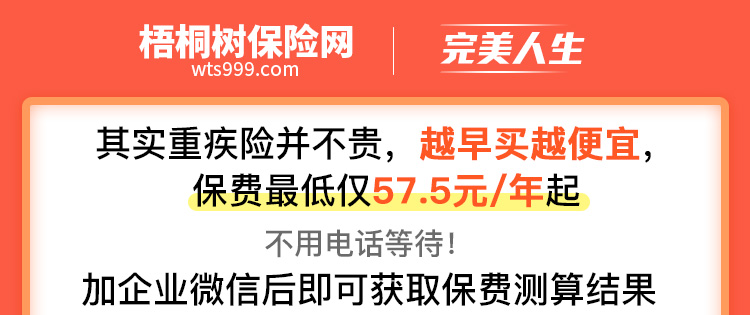 梧桐树保险网
wts999.com
完美人生
其实重疾险并不贵，越早买越便宜，
保费最低仅57.5元/年起
不用电话等待！
加企业微信后即可获取保费测算结果